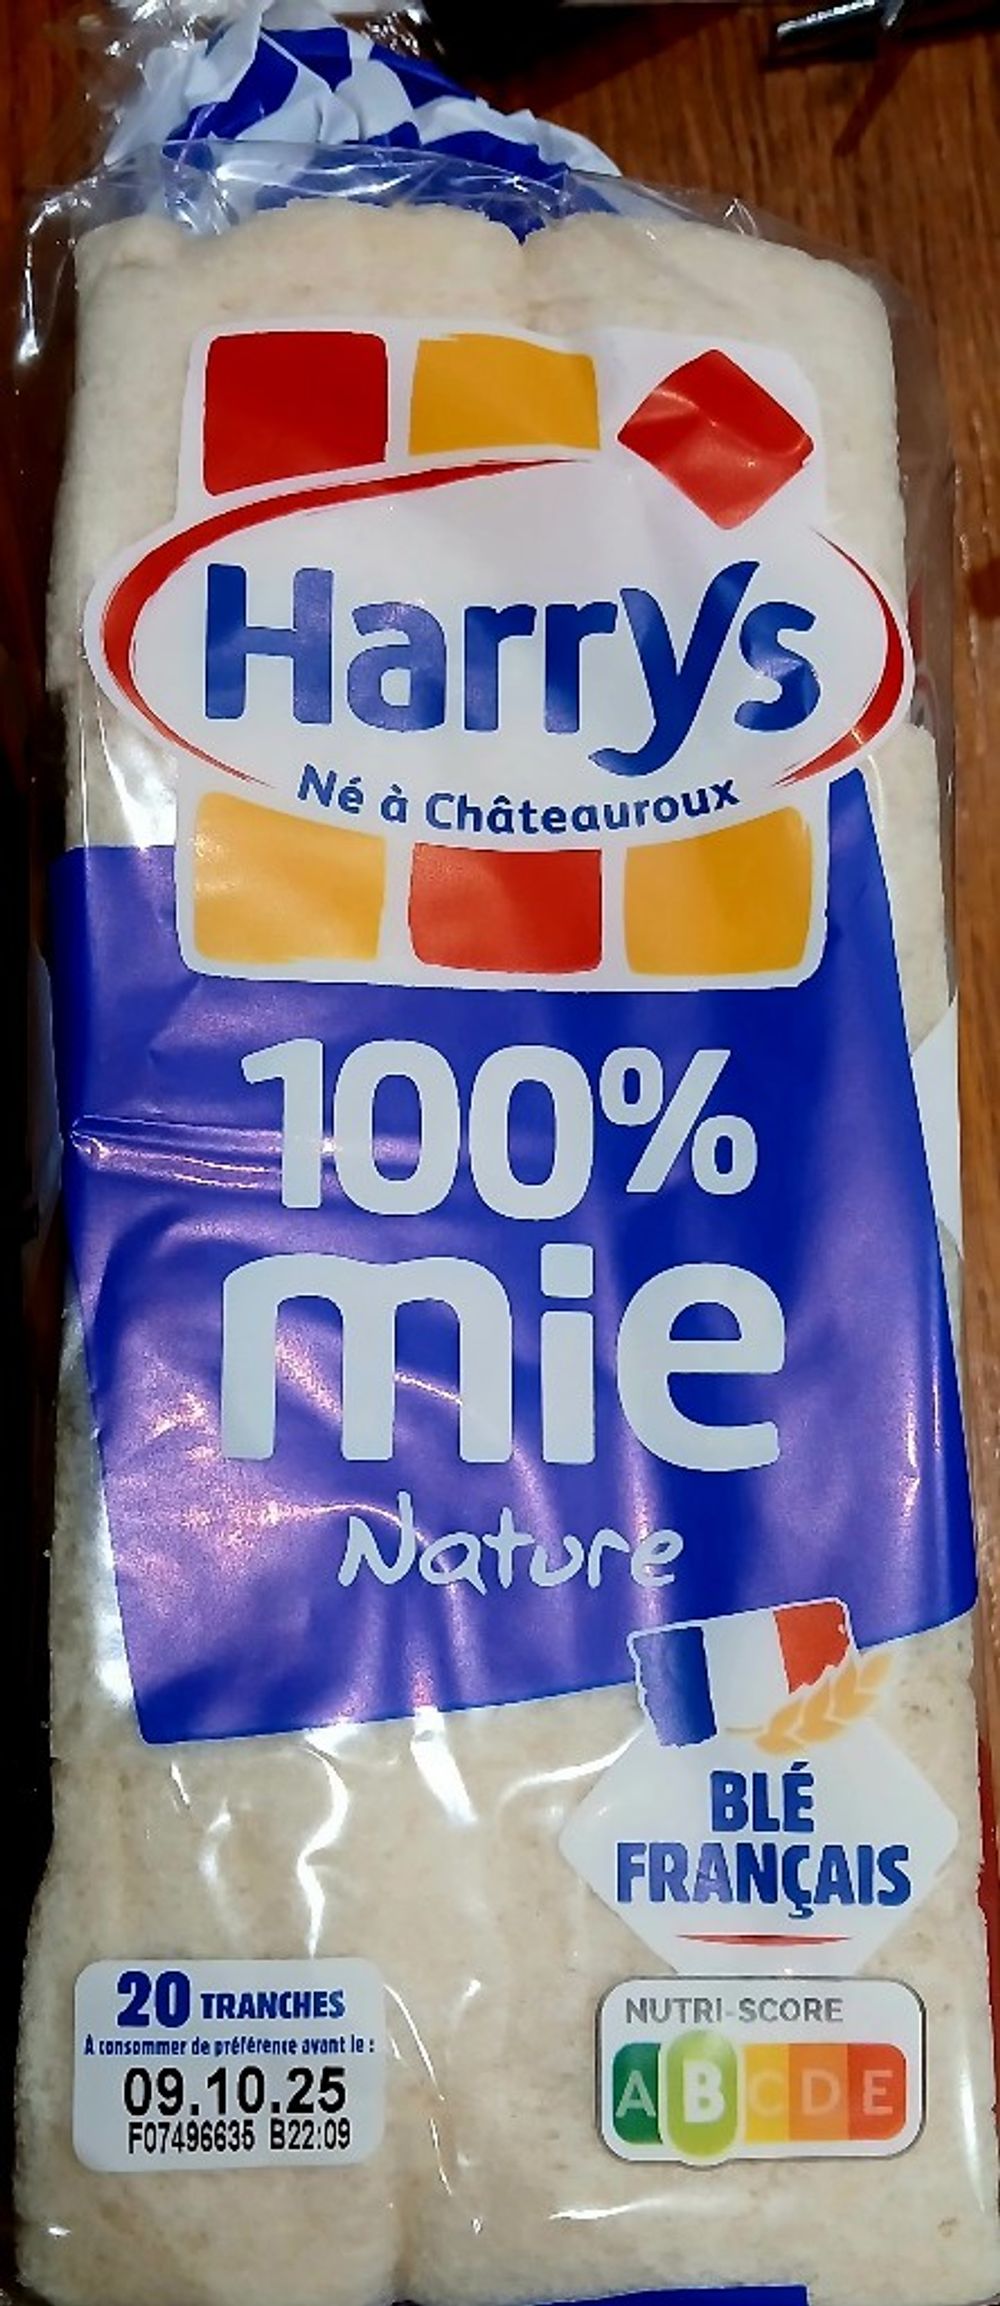 Harrys
Né à Châteauroux
100%
mie
Nature
BLÉ
FRANÇAIS
20 TRANCHES
A consommer de préférence avant le :
09.10.25
F07496635 B22:09
NUTRI-SCORE
A B C D E